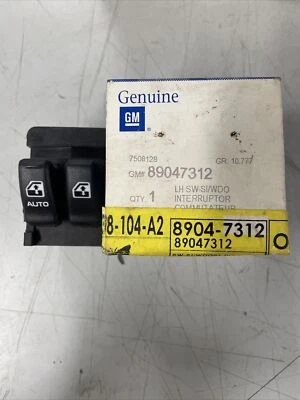 Genuine
GM
7508128 GR. 10.777
GM# 89047312
QTY. 1 LH SW-SI/WDO
INTERRUPTOR
COMMUTATEUR
AUTO
8-104-A2 8904-7312
89047312